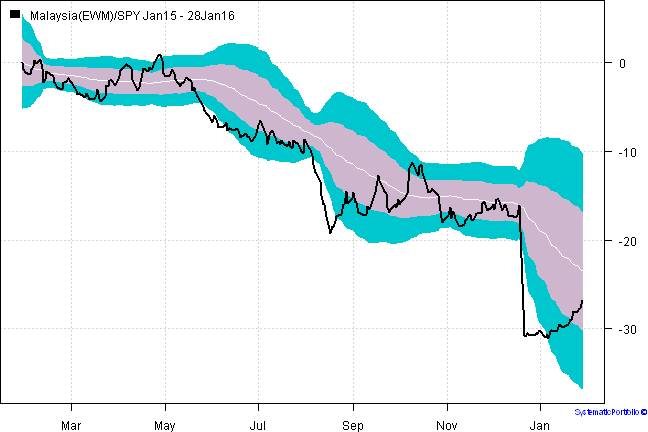 Malaysia(EWM)/SPY Jan15 - 28Jan16
0
-10
-20
-30
Mar May Jul Sep Nov Jan
SystematicPortfolio ©